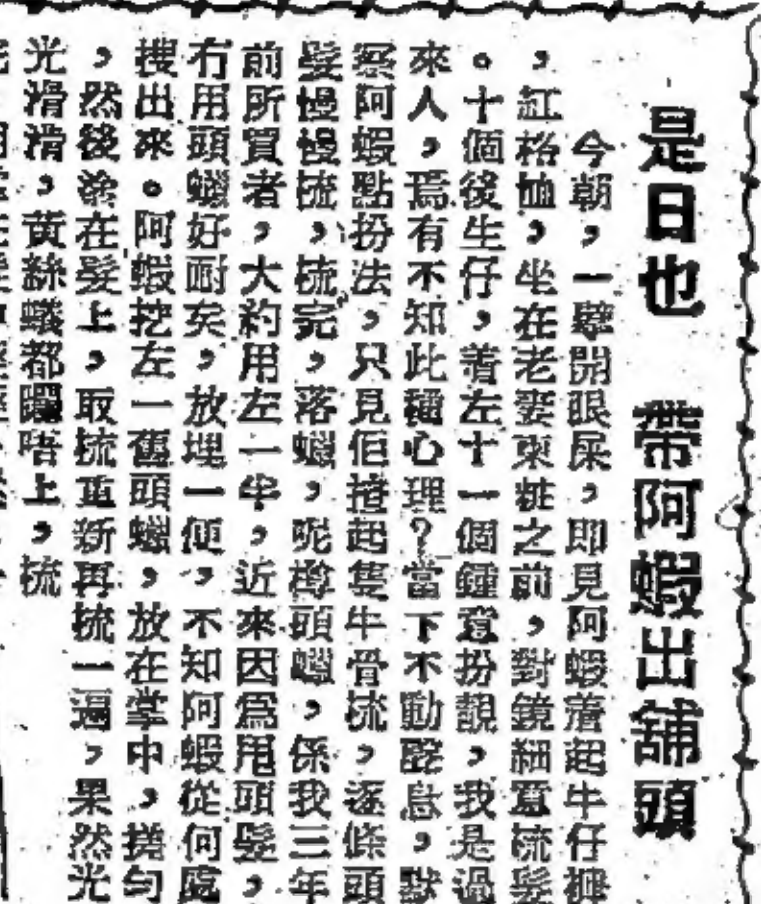 是日也　帶阿蝦出舖頭
今朝，一擘開眼屎，即見阿蝦着起牛仔褲
，紅格恤，坐在老妻東粧之前，對鏡細意梳髮
。十個後生仔，着左十一個鍾意扮靚，我是過
來人，焉有不知此種心理？當下不動聲息，默
察阿蝦點扮法，只見佢揸起隻牛骨梳，逐條頭
髮慢慢梳，梳完，落蠟，呢樽頭蠟，係我三年
前所買者，大約用左一半，近來因爲甩頭髮，
冇用頭蠟好耐矣，放埋一便，不知阿蝦從何處
搜出來。阿蝦挖左一舊頭蠟，放在掌中，搓勻
，然後塗在髮上，取梳重新再梳一遍，果然光
光滑滑，黃絲蟻都躝唔上，梳